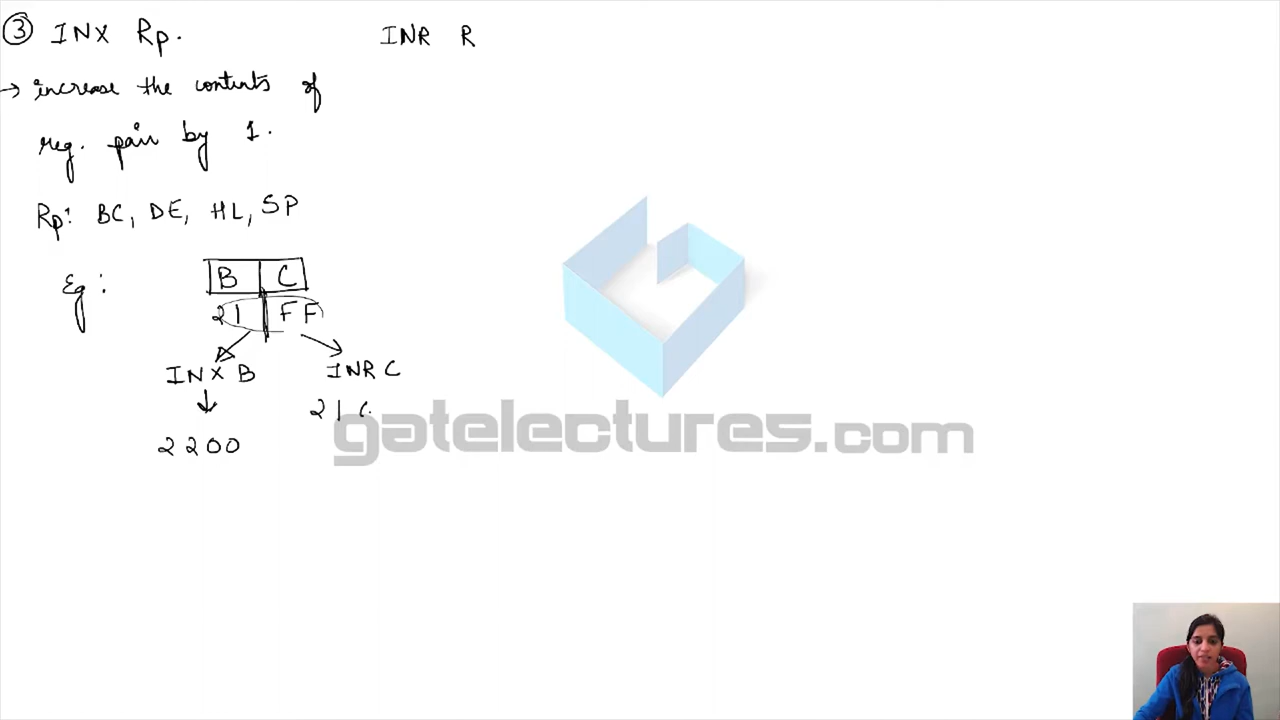 ③ INX Rp.
INR R
→ increase the contents of
reg. pair by 1.
Rp: BC, DE, HL, SP
Eg:
B C
21 FF
INX B INR C
2200
21
gatelectures.com